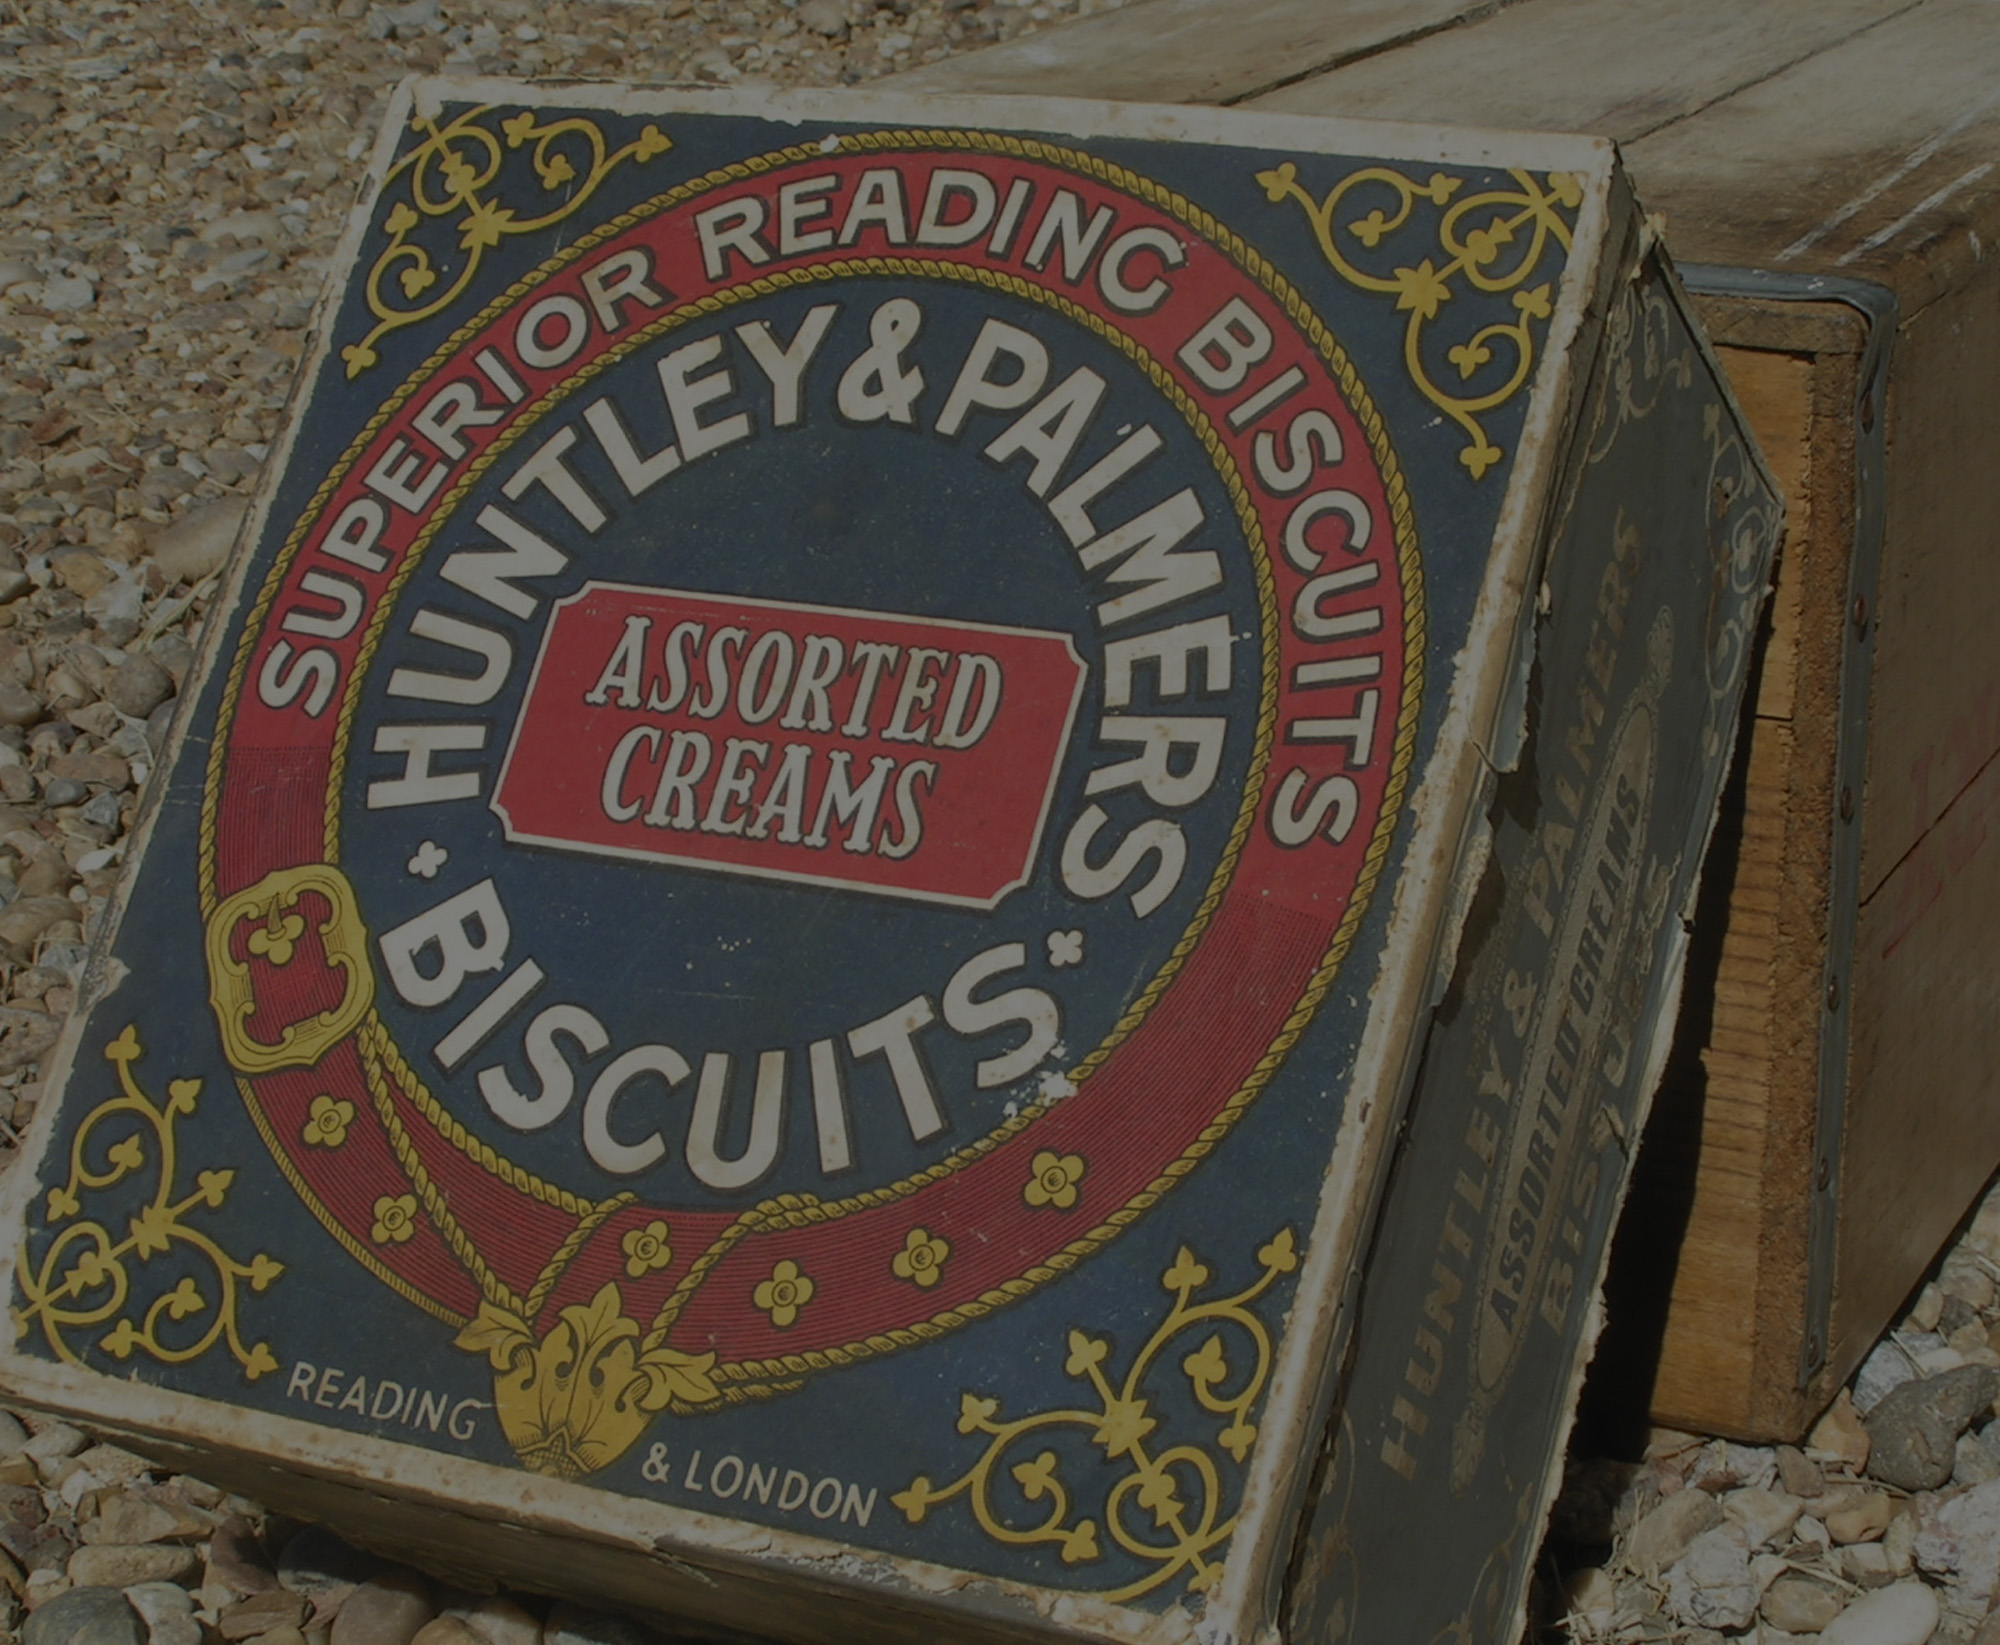 SUPERIOR READING BISCUITS
HUNTLEY & PALMERS
ASSORTED
CREAMS
BISCUITS
READING
& LONDON
HUNTLEY & PALMERS
ASSORTED CREAMS